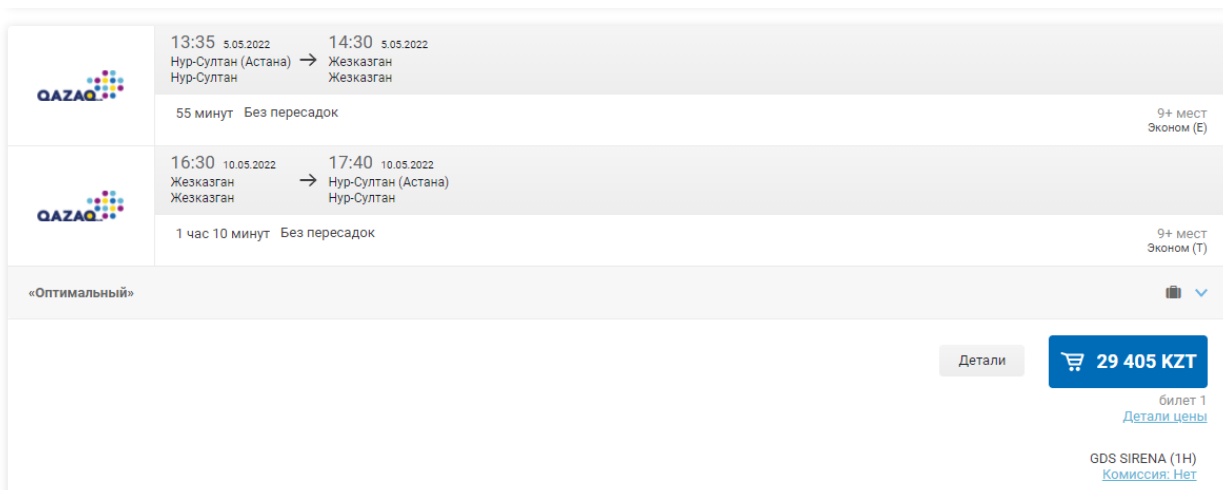 QAZAQ
13:35 5.05.2022 14:30 5.05.2022
Нур-Султан (Астана) → Жезказган
Нур-Султан Жезказган
55 минут Без пересадок 9+ мест
Эконом (E)
QAZAQ
16:30 10.05.2022 17:40 10.05.2022
Жезказган → Нур-Султан (Астана)
Жезказган Нур-Султан
1 час 10 минут Без пересадок 9+ мест
Эконом (T)
«Оптимальный»
Детали 29 405 KZT
билет 1
Детали цены
GDS SIRENA (1H)
Комиссия: Нет